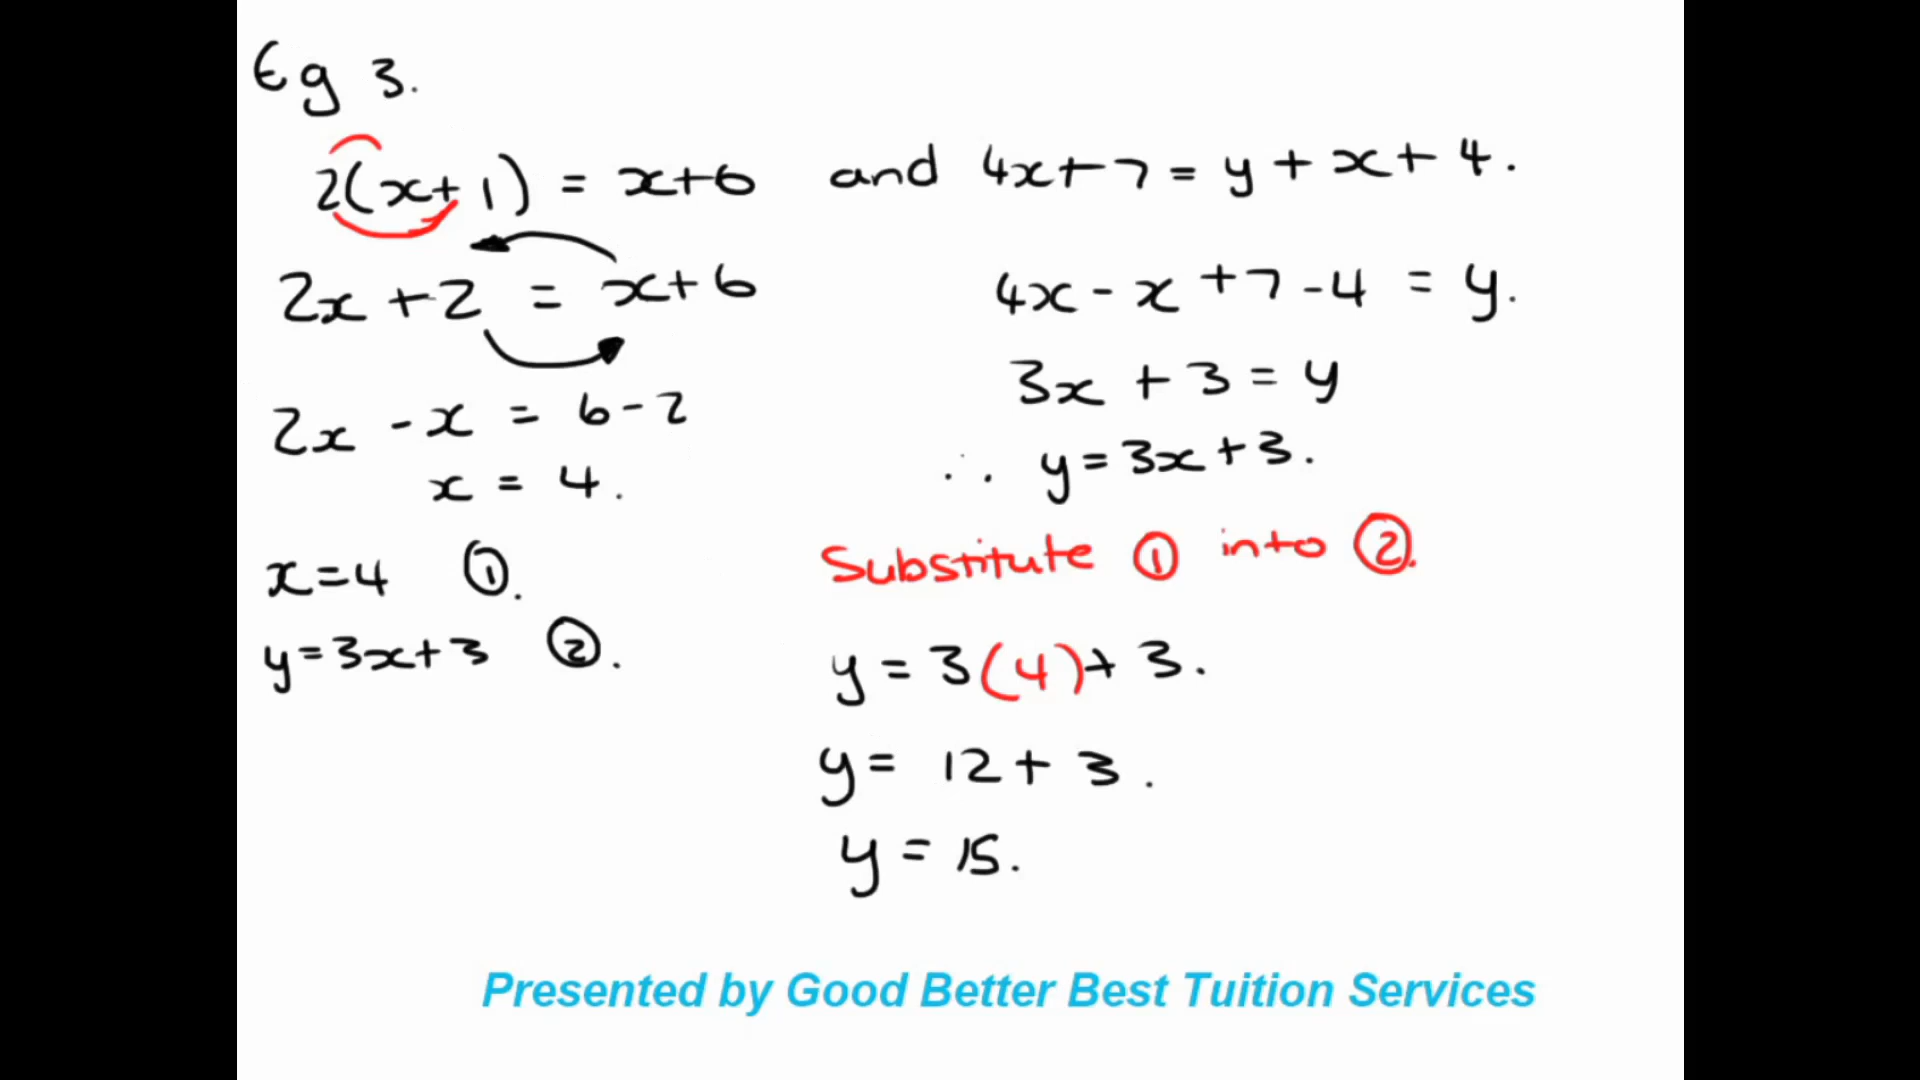 Eg 3.
2(x+1) = x+6 and 4x+7 = y+x+4.
2x+2 = x+6
2x - x = 6-2
x = 4.
x=4 ①.
y=3x+3 ②.
4x - x +7 -4 = y.
3x + 3 = y
∴ y=3x+3.
Substitute ① into ②.
y = 3(4)+3.
y = 12+3.
y = 15.
Presented by Good Better Best Tuition Services